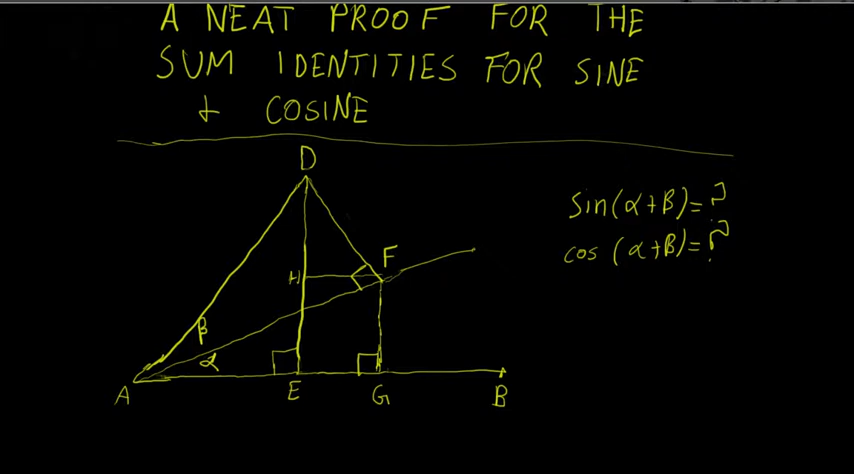 A NEAT PROOF FOR THE
SUM IDENTITIES FOR SINE
+ COSINE
D
sin(α+β)=?
cos(α+β)=?
F
H
β
α
A
E
G
B